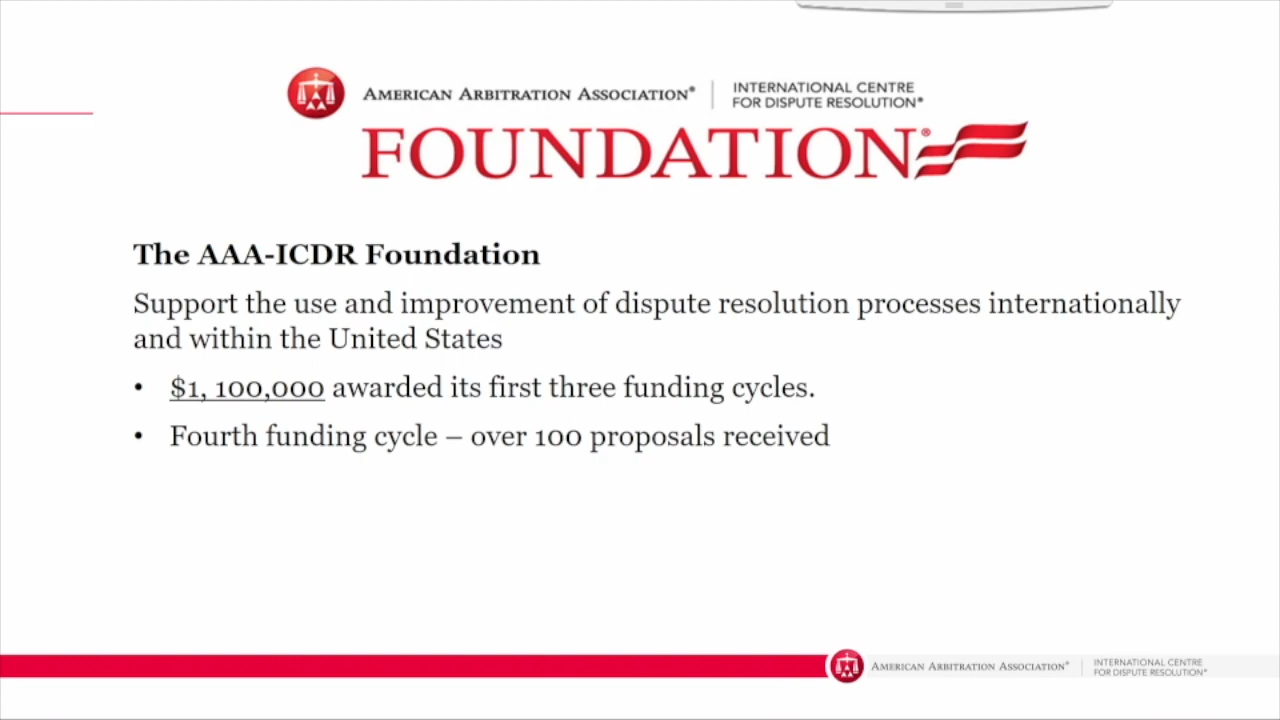 AMERICAN ARBITRATION ASSOCIATION®
INTERNATIONAL CENTRE
FOR DISPUTE RESOLUTION®
FOUNDATION®
The AAA-ICDR Foundation
Support the use and improvement of dispute resolution processes internationally
and within the United States
• $1, 100,000 awarded its first three funding cycles.
• Fourth funding cycle – over 100 proposals received
AMERICAN ARBITRATION ASSOCIATION®
INTERNATIONAL CENTRE
FOR DISPUTE RESOLUTION®